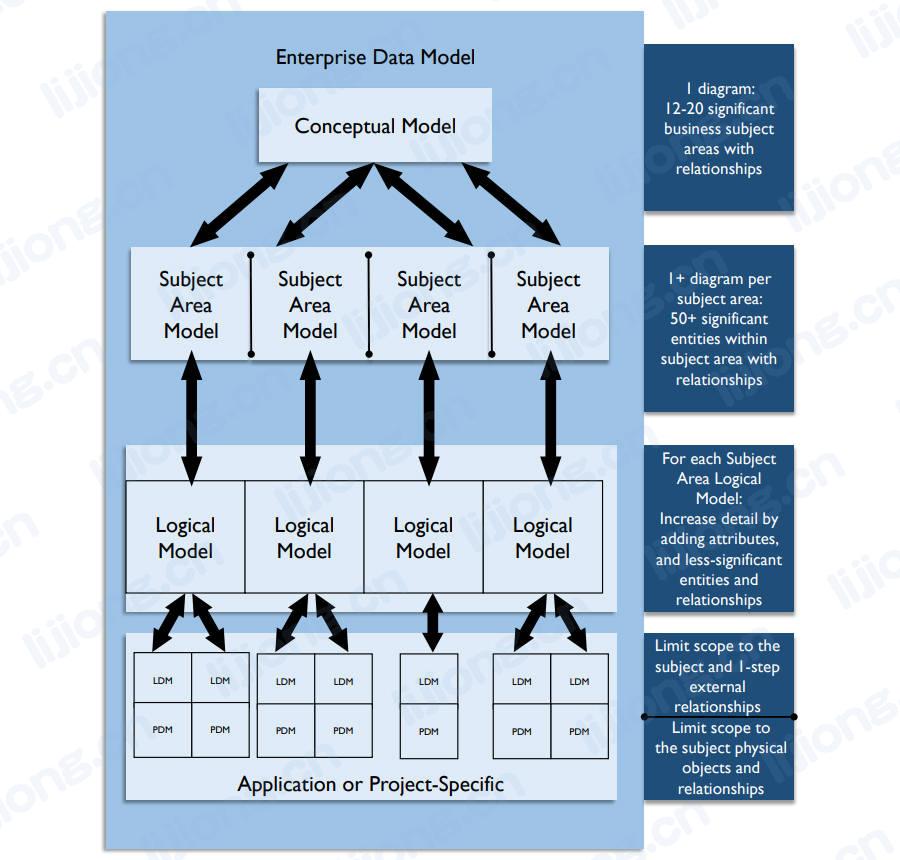 Enterprise Data Model
Conceptual Model
1 diagram:
12-20 significant
business subject
areas with
relationships
Subject
Area
Model
Subject
Area
Model
Subject
Area
Model
Subject
Area
Model
1+ diagram per
subject area:
50+ significant
entities within
subject area with
relationships
Logical
Model
Logical
Model
Logical
Model
Logical
Model
For each Subject
Area Logical
Model:
Increase detail by
adding attributes,
and less-significant
entities and
relationships
LDM LDM LDM LDM LDM LDM LDM
PDM PDM PDM PDM PDM PDM PDM
Application or Project-Specific
Limit scope to the
subject and 1-step
external
relationships
Limit scope to
the subject physical
objects and
relationships
lijiong.cn